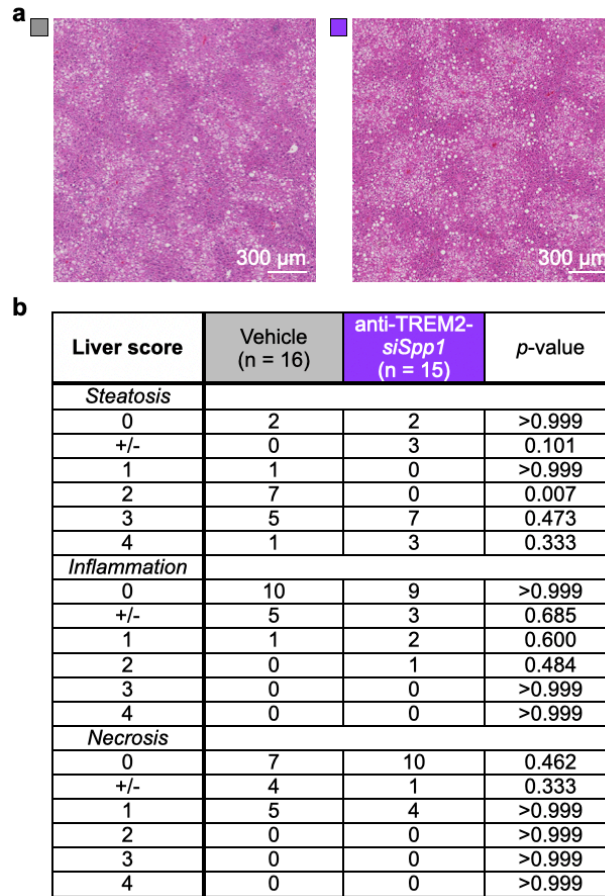 a
300 µm
300 µm
b
Liver score
Vehicle
(n = 16)
anti-TREM2-
siSpp1
(n = 15)
p-value
Steatosis
0 2 2 >0.999
+/- 0 3 0.101
1 1 0 >0.999
2 7 0 0.007
3 5 7 0.473
4 1 3 0.333
Inflammation
0 10 9 >0.999
+/- 5 3 0.685
1 1 2 0.600
2 0 1 0.484
3 0 0 >0.999
4 0 0 >0.999
Necrosis
0 7 10 0.462
+/- 4 1 0.333
1 5 4 >0.999
2 0 0 >0.999
3 0 0 >0.999
4 0 0 >0.999